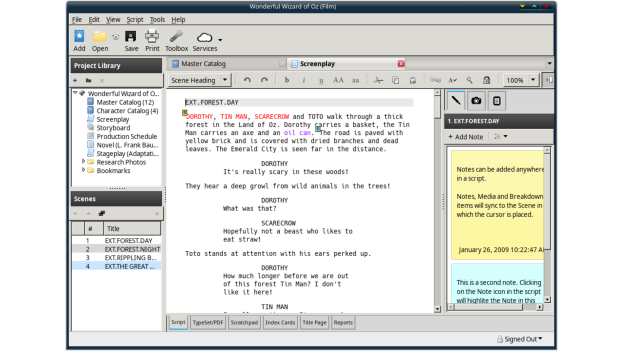 Wonderful Wizard of Oz (Film)
File Edit View Script Tools Help
Add Open Save Print Toolbox Services
Project Library
Master Catalog
Screenplay
Scene Heading
b i u AA aa
100%
Wonderful Wizard of O...
Master Catalog (12)
Character Catalog (4)
Screenplay
Storyboard
Production Schedule
Novel (L. Frank Bau...
Stageplay (Adaptati...
Research Photos
Bookmarks
Scenes
# Title
1 EXT.FOREST.DAY
2 EXT.FOREST.NIGHT
3 EXT.RIPPLING B...
4 EXT.THE GREAT ...
EXT.FOREST.DAY
DOROTHY, TIN MAN, SCARECROW and TOTO walk through a thick
forest in the Land of Oz. Dorothy carries a basket, the Tin
Man carries an axe and an oil can. The road is paved with
yellow brick and is covered with dried branches and dead
leaves. The Emerald City is seen far in the distance.
DOROTHY
It's really scary in these woods!
They hear a deep growl from wild animals in the trees!
DOROTHY
What was that?
SCARECROW
Hopefully not a beast who likes to
eat straw!
Toto stands at attention with his ears perked up.
DOROTHY
How much longer before we are out
of this forest Tin Man? I don't
like it here!
TIN MAN
1. EXT.FOREST.DAY
+ Add Note
Notes can be added anywhere
in a script.
Notes, Media and Breakdown
items will sync to the Scene in
which the cursor is placed.
January 26, 2009 10:22:47 A
This is a second note. Clicking
on the Note icon in the script
will highlite the Note in this
Script TypeSet/PDF Scratchpad Index Cards Title Page Reports
Signed Out